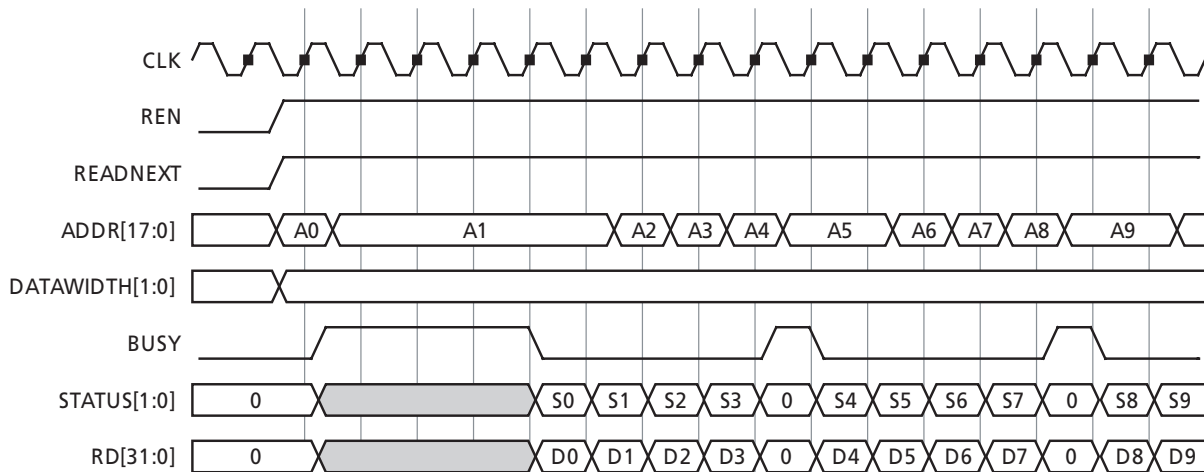 CLK
REN
READNEXT
ADDR[17:0] A0 A1 A2 A3 A4 A5 A6 A7 A8 A9
DATAWIDTH[1:0]
BUSY
STATUS[1:0] 0 S0 S1 S2 S3 0 S4 S5 S6 S7 0 S8 S9
RD[31:0] 0 D0 D1 D2 D3 0 D4 D5 D6 D7 0 D8 D9